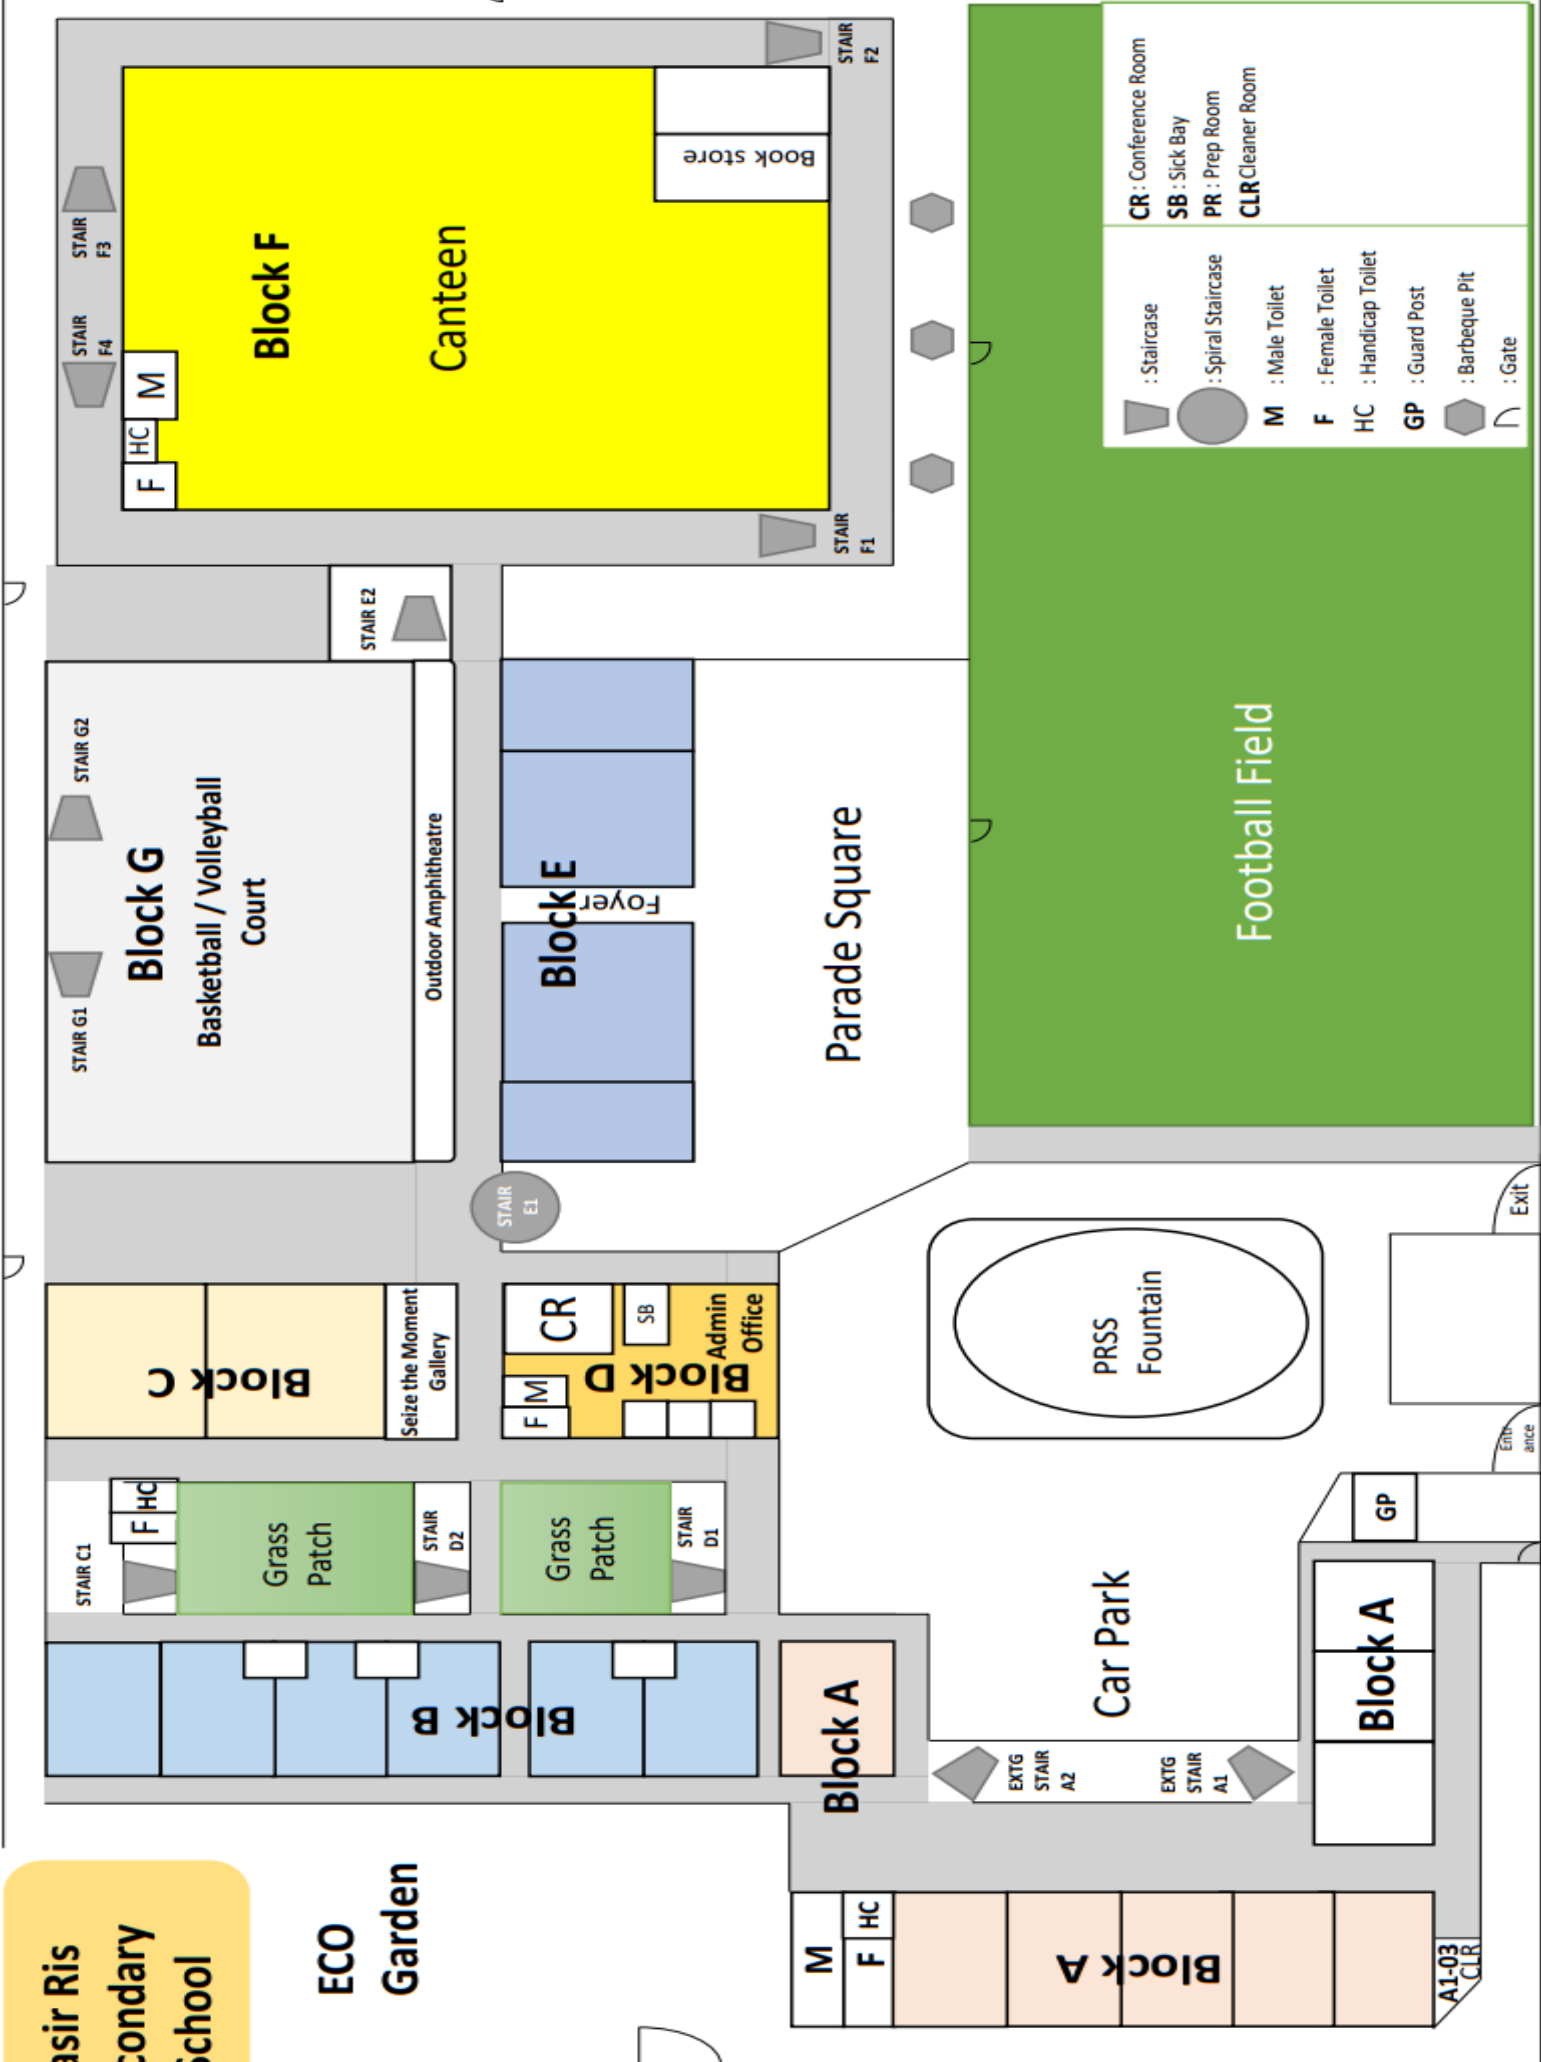 asir Ris
condary
School
ECO
Garden
Block B
Block C
Seize the Moment
Gallery
STAIR C1
F
HC
Grass
Patch
STAIR
D2
Grass
Patch
STAIR
D1
Block G
Basketball / Volleyball
Court
STAIR G1
STAIR G2
Outdoor Amphitheatre
STAIR E2
STAIR
E1
STAIR
F4
STAIR
F3
F
HC
M
Block F
Canteen
Book store
STAIR
F1
STAIR
F2
Block E
Foyer
Parade Square
F
M
CR
SB
Block D
Admin
Office
Block A
M
F
HC
Block A
A1-03
CLR
EXTG
STAIR
A2
EXTG
STAIR
A1
Car Park
Block A
GP
PRSS
Fountain
Entr
ance
Exit
Football Field
: Staircase
: Spiral Staircase
M : Male Toilet
F : Female Toilet
HC : Handicap Toilet
GP : Guard Post
: Barbeque Pit
: Gate
CR : Conference Room
SB : Sick Bay
PR : Prep Room
CLR Cleaner Room